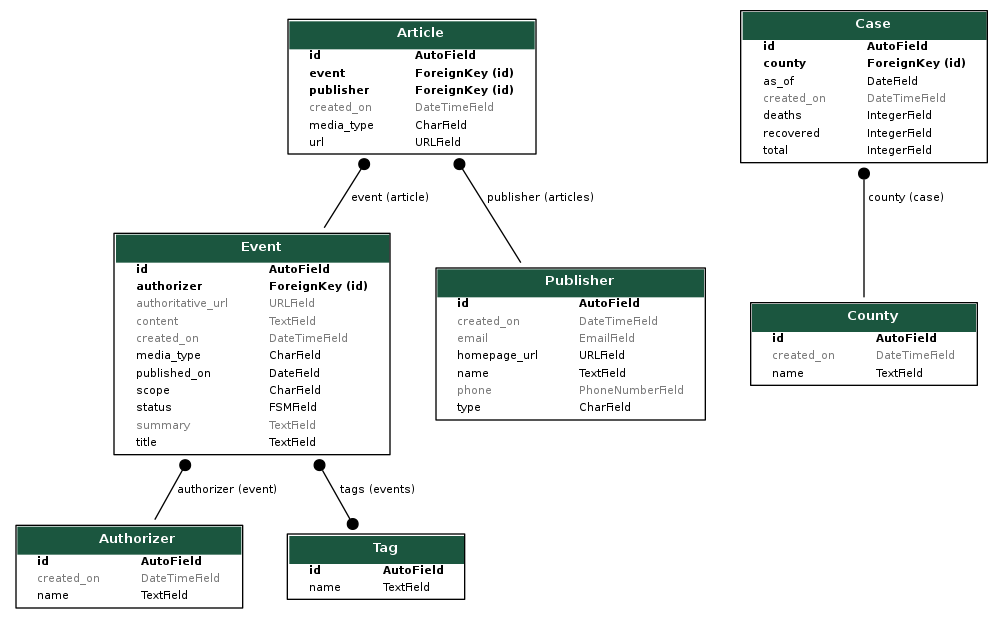 Article
id AutoField
event ForeignKey (id)
publisher ForeignKey (id)
created_on DateTimeField
media_type CharField
url URLField
Case
id AutoField
county ForeignKey (id)
as_of DateField
created_on DateTimeField
deaths IntegerField
recovered IntegerField
total IntegerField
event (article)
publisher (articles)
county (case)
Event
id AutoField
authorizer ForeignKey (id)
authoritative_url URLField
content TextField
created_on DateTimeField
media_type CharField
published_on DateField
scope CharField
status FSMField
summary TextField
title TextField
Publisher
id AutoField
created_on DateTimeField
email EmailField
homepage_url URLField
name TextField
phone PhoneNumberField
type CharField
County
id AutoField
created_on DateTimeField
name TextField
authorizer (event)
tags (events)
Authorizer
id AutoField
created_on DateTimeField
name TextField
Tag
id AutoField
name TextField